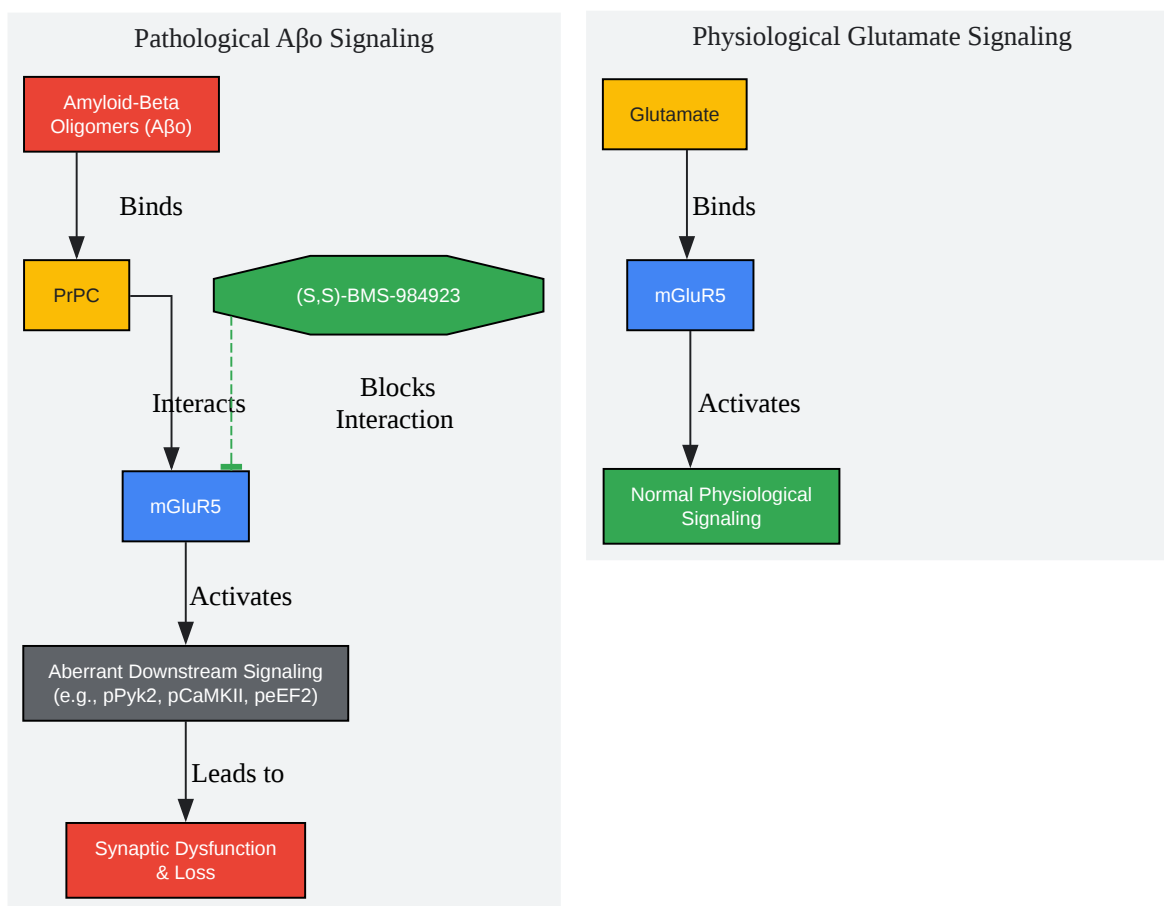 Pathological Aβo Signaling
Amyloid-Beta
Oligomers (Aβo)
Binds
PrPC
(S,S)-BMS-984923
Interacts
Blocks
Interaction
mGluR5
Activates
Aberrant Downstream Signaling
(e.g., pPyk2, pCaMKII, peEF2)
Leads to
Synaptic Dysfunction
& Loss
Physiological Glutamate Signaling
Glutamate
Binds
mGluR5
Activates
Normal Physiological
Signaling